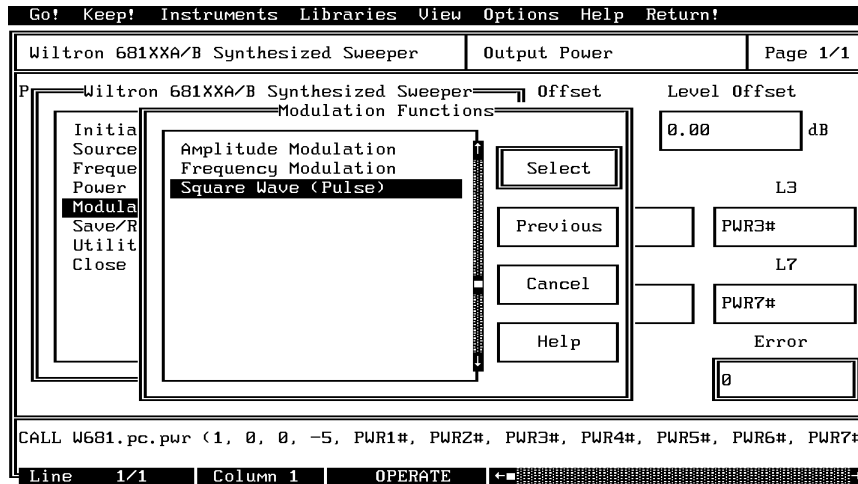 Go! Keep! Instruments Libraries View Options Help Return!
Wiltron 681XXA/B Synthesized Sweeper Output Power Page 1/1
P Wiltron 681XXA/B Synthesized Sweeper Offset Level Offset
Modulation Functions
Initia 0.00 dB
Source Amplitude Modulation
Freque Frequency Modulation Select
Power Square Wave (Pulse) L3
Modula
Save/R Previous PWR3#
Utilit
Close L7
Cancel
PWR7#
Help Error
0
CALL W681.pc.pwr (1, 0, 0, -5, PWR1#, PWR2#, PWR3#, PWR4#, PWR5#, PWR6#, PWR7#
Line 1/1 Column 1 OPERATE